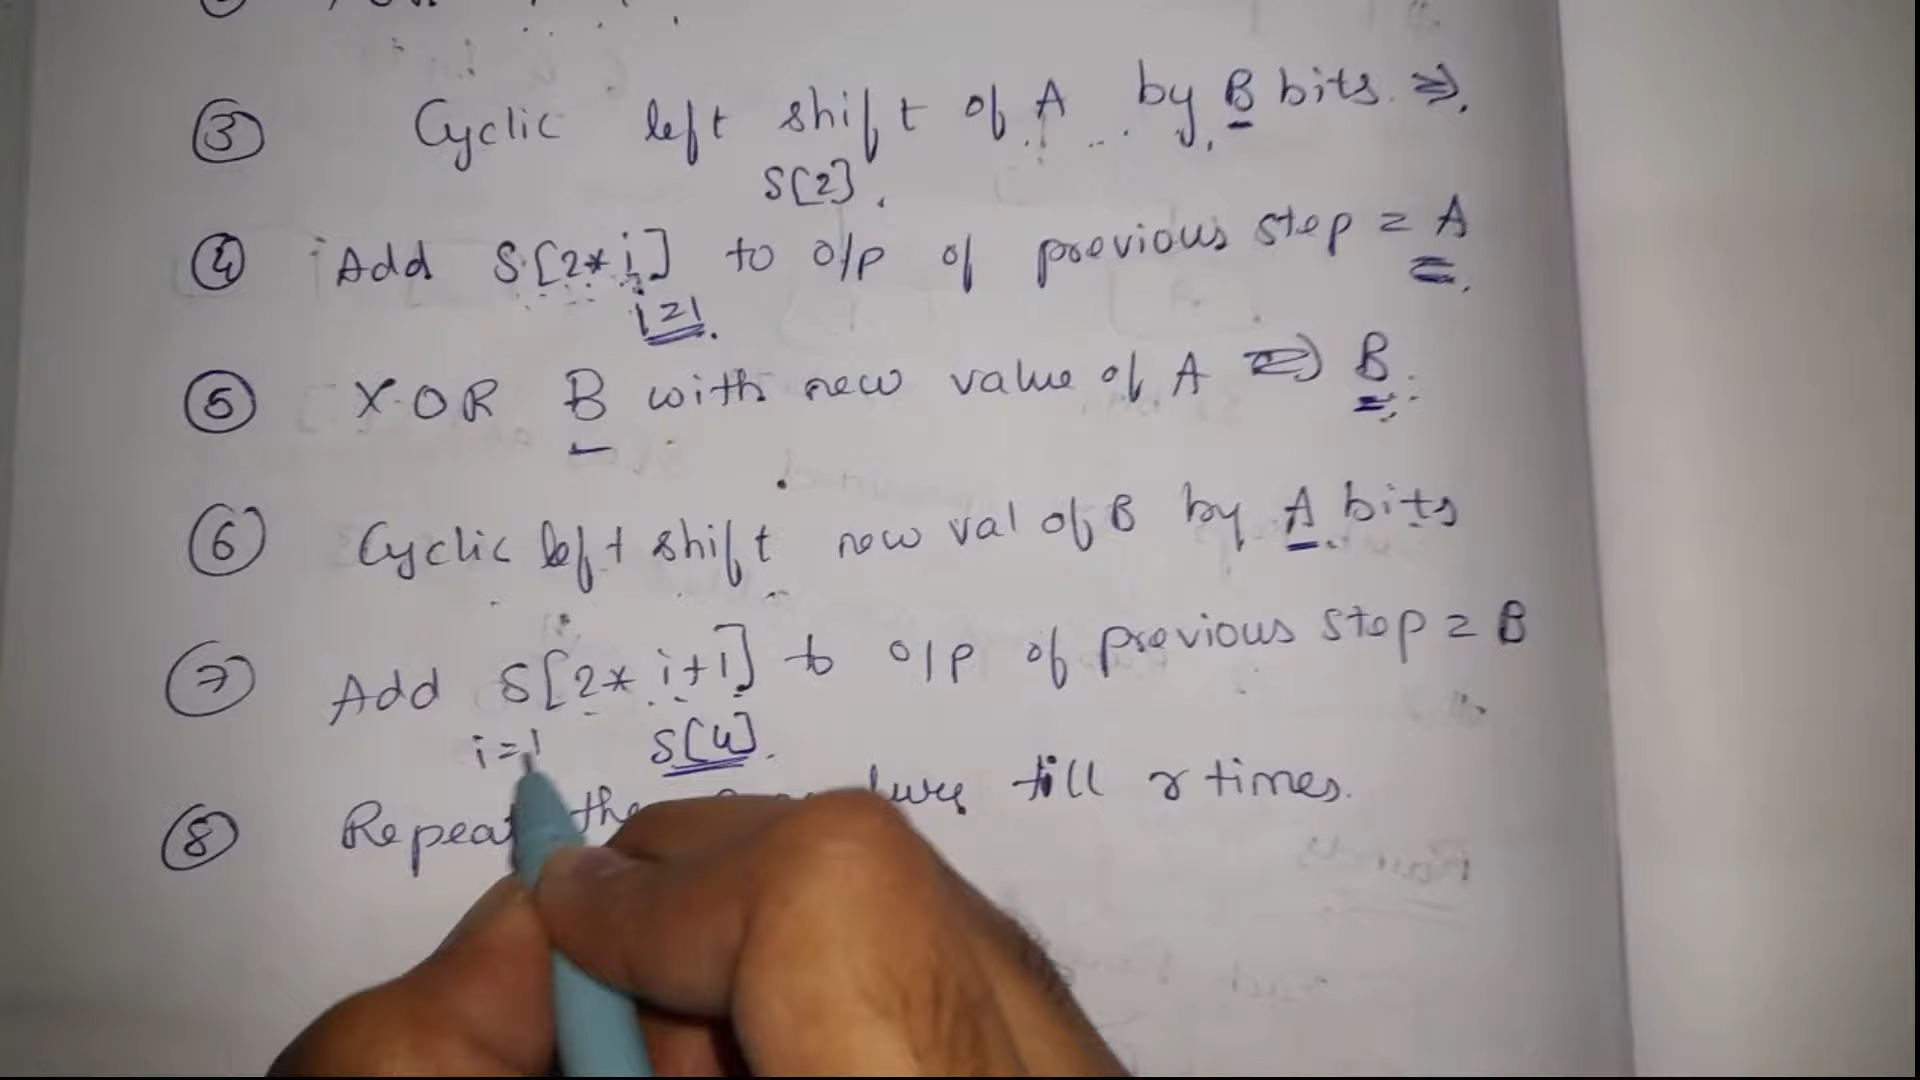 ③ Cyclic left shift of A by B bits ⇒
S[2]
④ Add S[2*i] to o/p of previous step = A
i=1
⑤ X-OR B with new value of A ⇒ B
⑥ Cyclic left shift new val of B by A bits
⑦ Add S[2*i+1] to o/p of previous step = B
i=1 S[4]
⑧ Repeat the till r times.